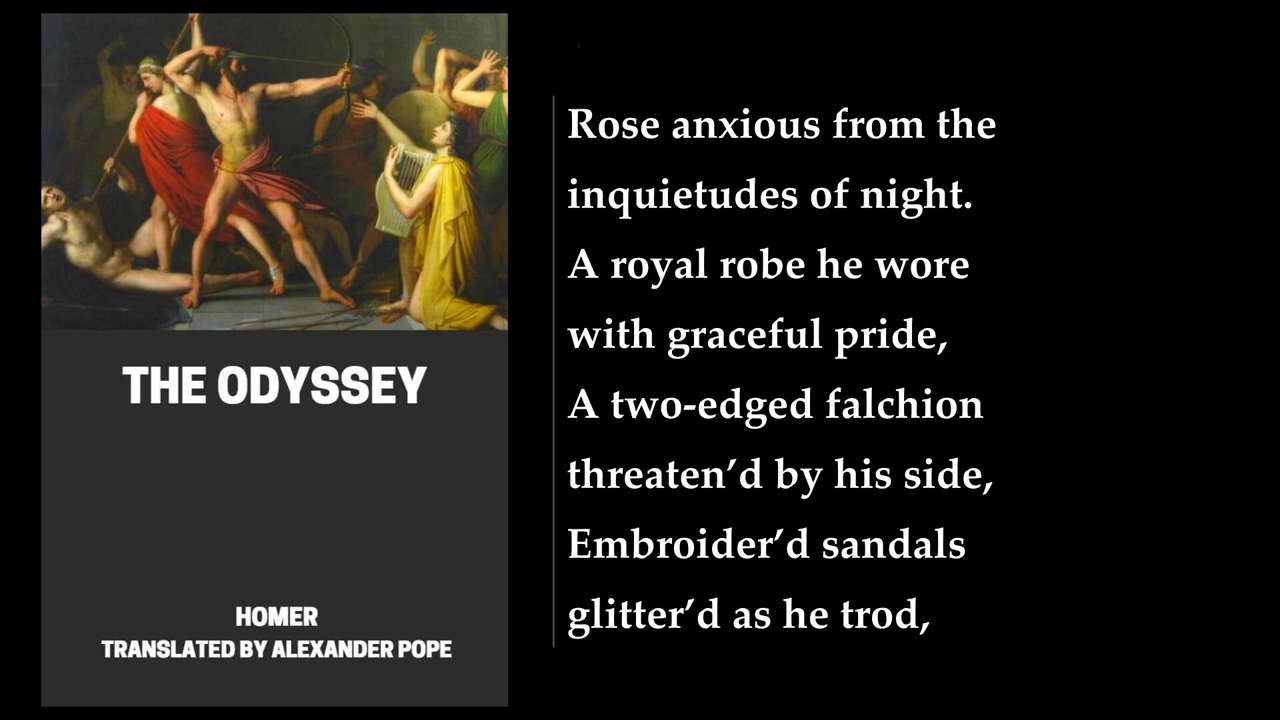 THE ODYSSEY
HOMER
TRANSLATED BY ALEXANDER POPE
Rose anxious from the
inquietudes of night.
A royal robe he wore
with graceful pride,
A two-edged falchion
threaten’d by his side,
Embroider’d sandals
glitter’d as he trod,